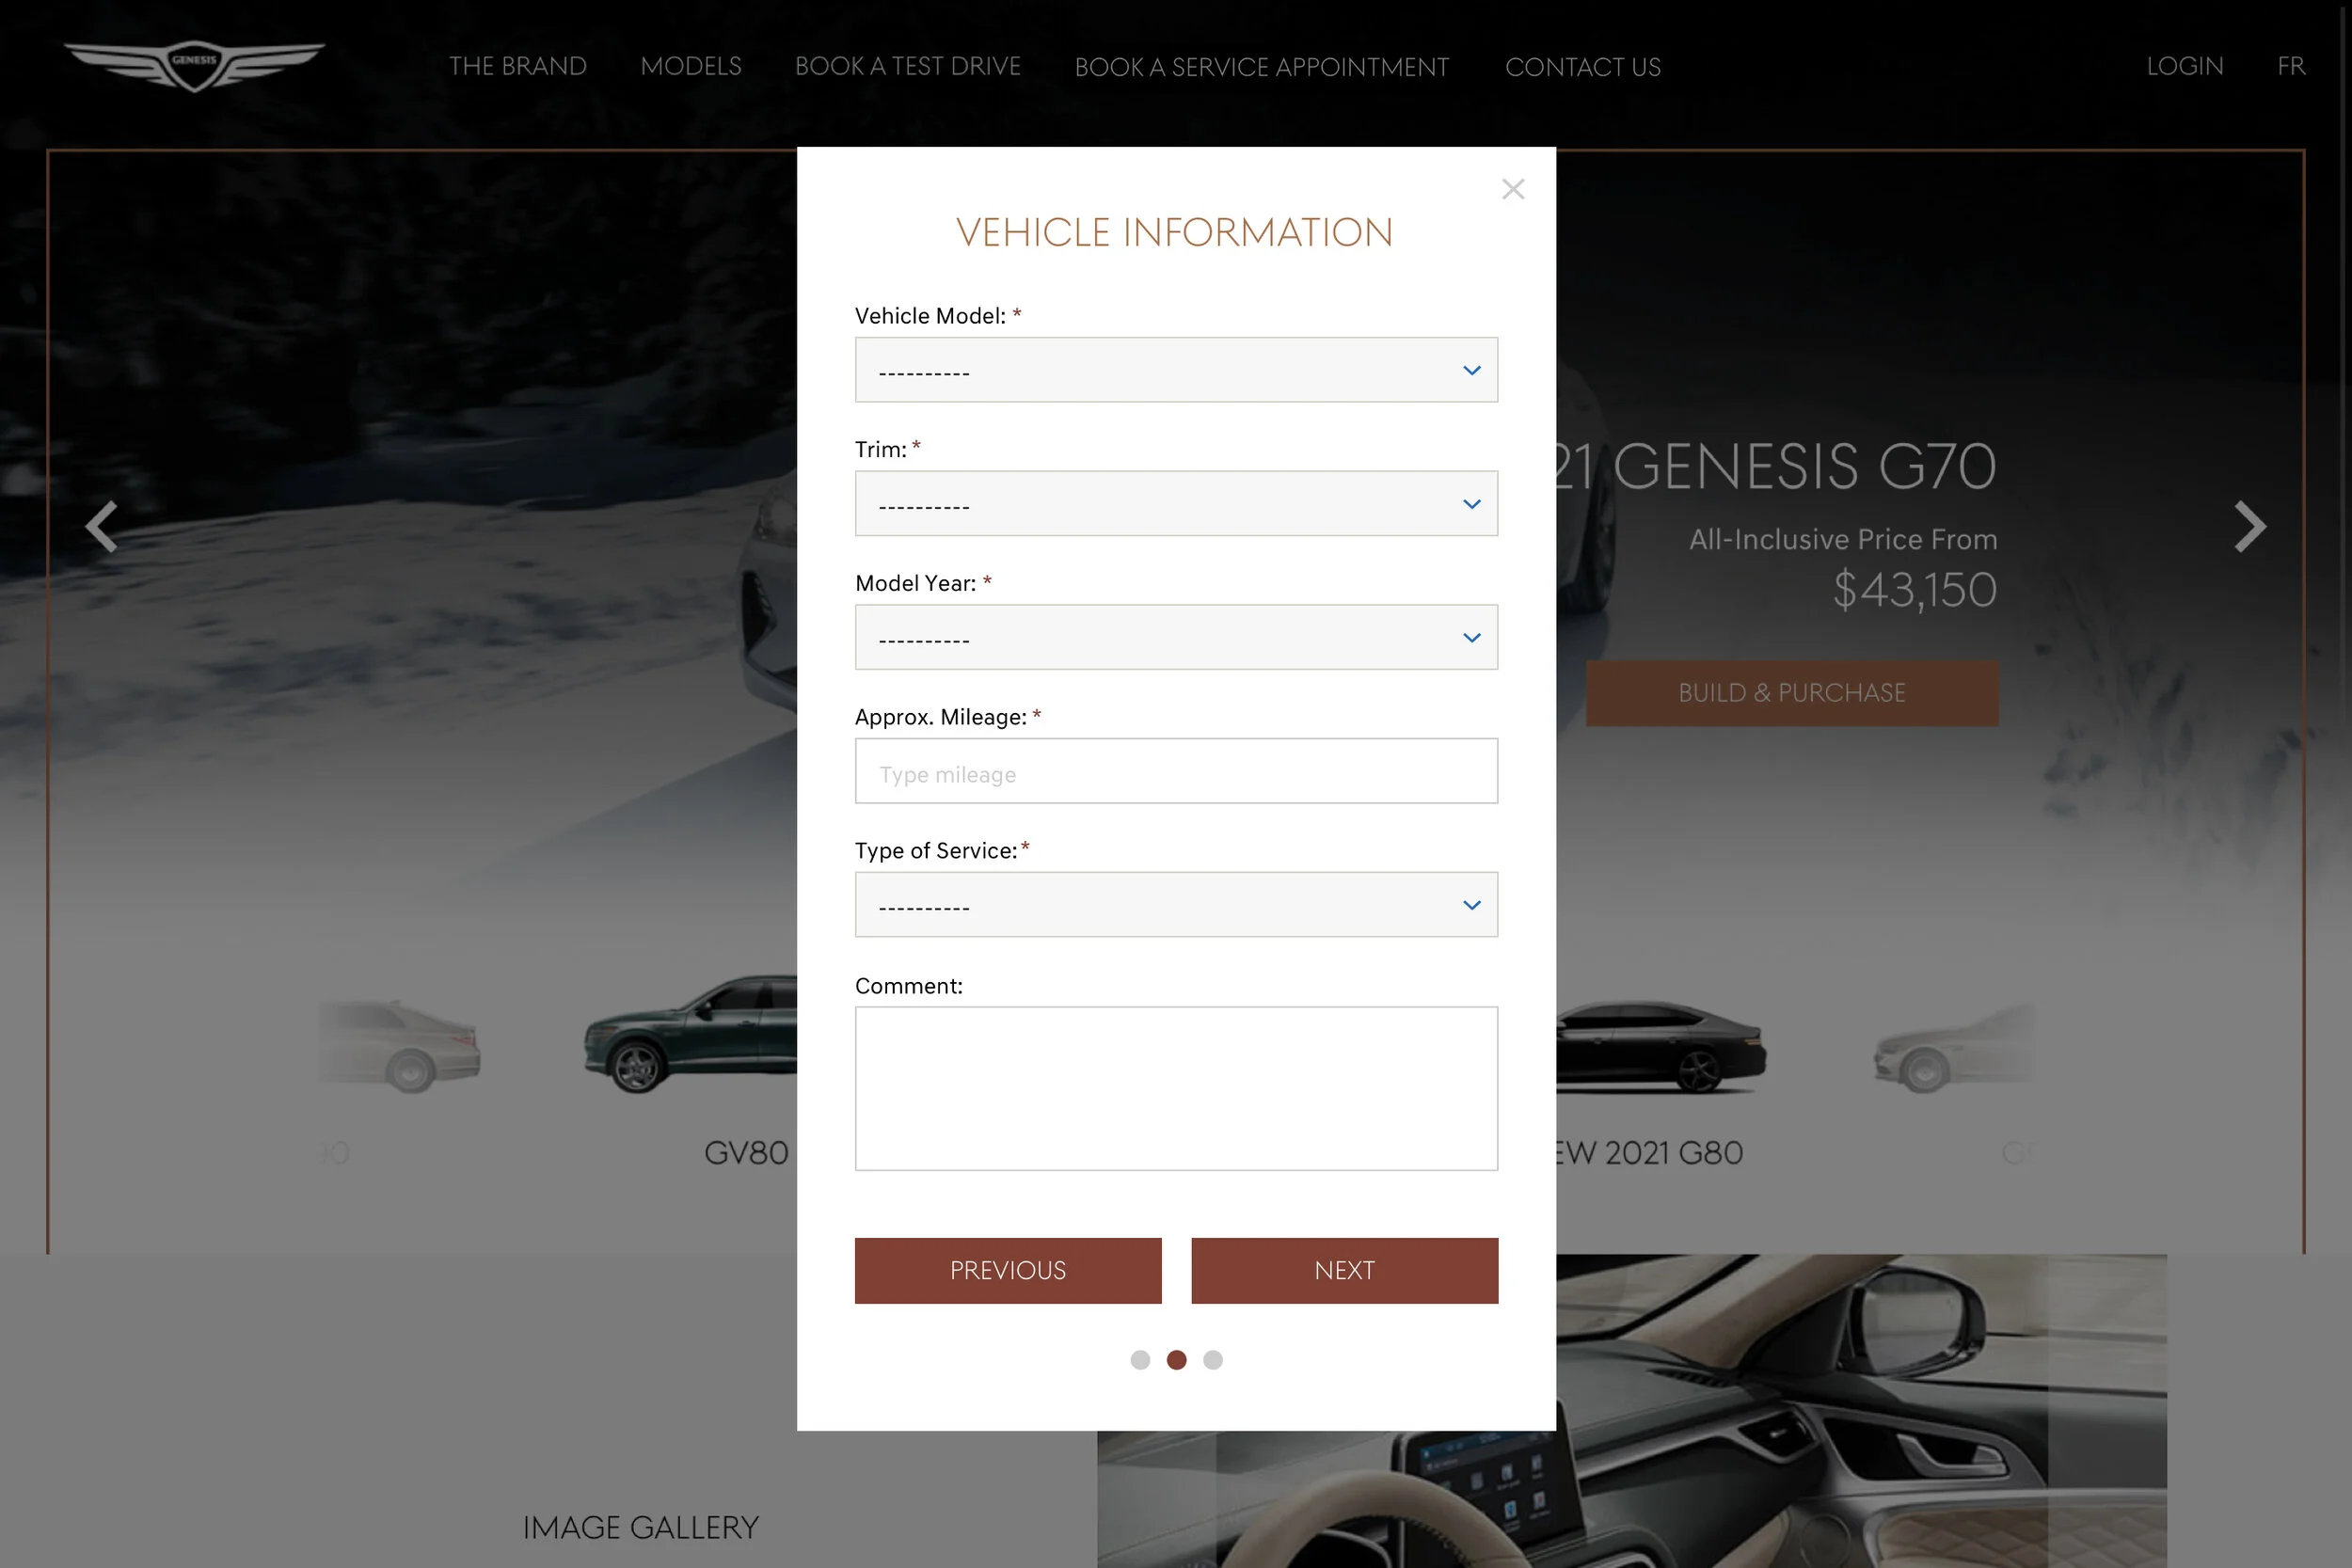 GENESIS
THE BRAND
MODELS
BOOK A TEST DRIVE
BOOK A SERVICE APPOINTMENT
CONTACT US
LOGIN
FR
VEHICLE INFORMATION
Vehicle Model: *
----------
Trim: *
----------
Model Year: *
----------
Approx. Mileage: *
Type mileage
Type of Service: *
----------
Comment:
PREVIOUS
NEXT
21 GENESIS G70
All-Inclusive Price From
$43,150
BUILD & PURCHASE
GV80
EW 2021 G80
IMAGE GALLERY